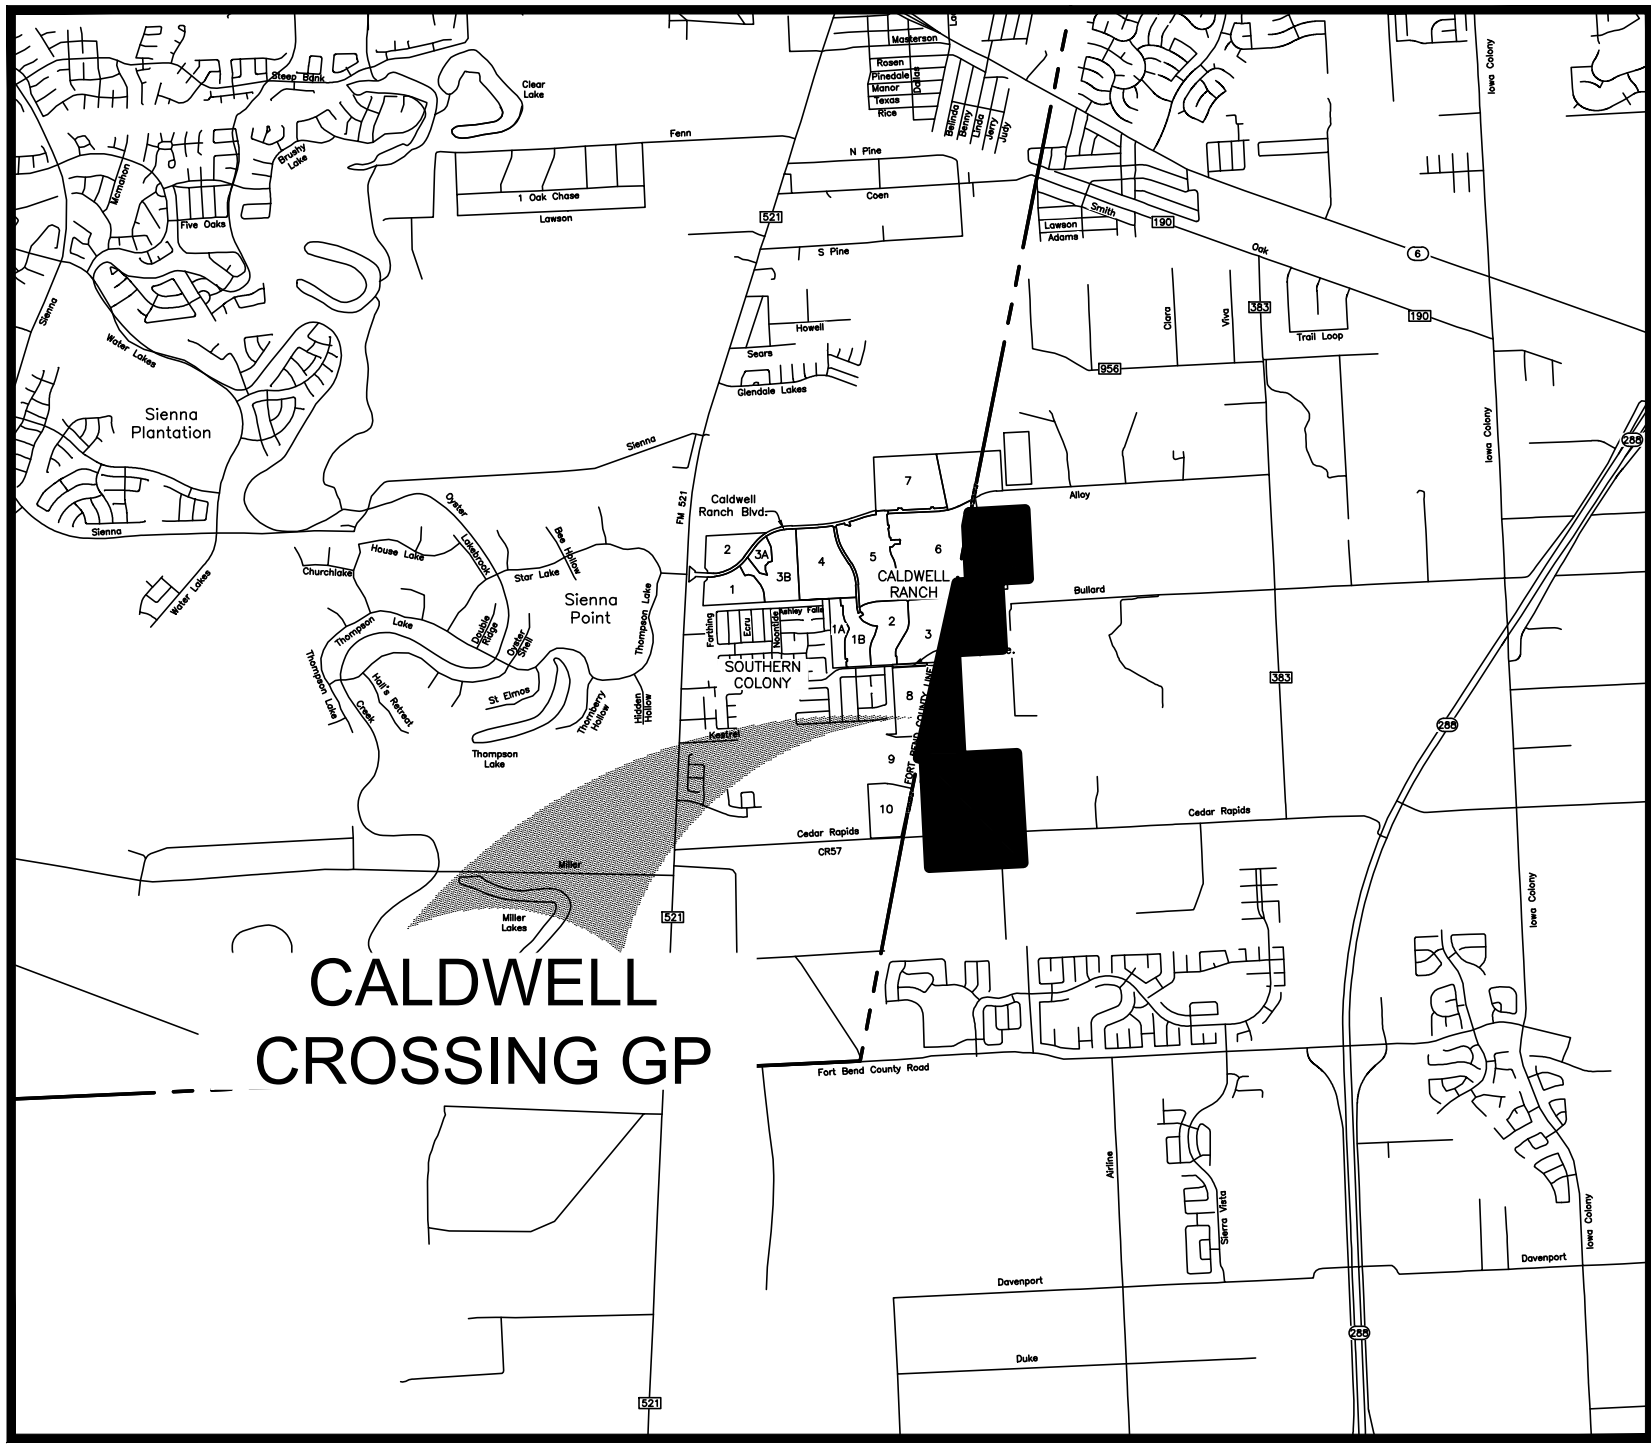 Masterson
Rosen
Pinedale
Manor
Texas
Rice
Dallas
Belinda
Benny
Linda
Jerry
Judy
Iowa Colony
Steep Bank
Clear
Lake
Brushy
Lake
Mcmahon
Five Oaks
Fenn
1 Oak Chase
Lawson
N Pine
Coen
521
S Pine
Smith
Lawson
Adams
190
Oak
6
Sienna
Water Lakes
Howell
Sears
Glendale Lakes
Clara
Viva
383
190
Trail Loop
956
Sienna
Plantation
Sienna
Iowa Colony
288
7
Alloy
Caldwell
Ranch Blvd.
FM 521
Oyster
Sienna
House Lake
Lakebrook
Bee Hollow
Churchlake
Star Lake
Water Lakes
2
3A
3B
4
5
6
1
CALDWELL
RANCH
Bullard
Sienna
Point
Thompson Lake
Thompson Lake
Double
Ridge
Oyster
Shell
Farthing
Ecru
Noontide
Ashley Falls
1A
1B
2
3
e.
SOUTHERN
COLONY
383
Thompson Lake
Hall's Retreat
Creek
St Elmos
Thornberry
Hollow
Hidden
Hollow
8
FORT BEND COUNTY LINE
288
Kestrel
Thompson
Lake
9
10
Cedar Rapids
Cedar Rapids
CR57
Miller
Miller
Lakes
521
Iowa Colony
CALDWELL
CROSSING GP
Fort Bend County Road
Airline
Sierra Vista
Iowa Colony
Davenport
Davenport
288
Duke
521